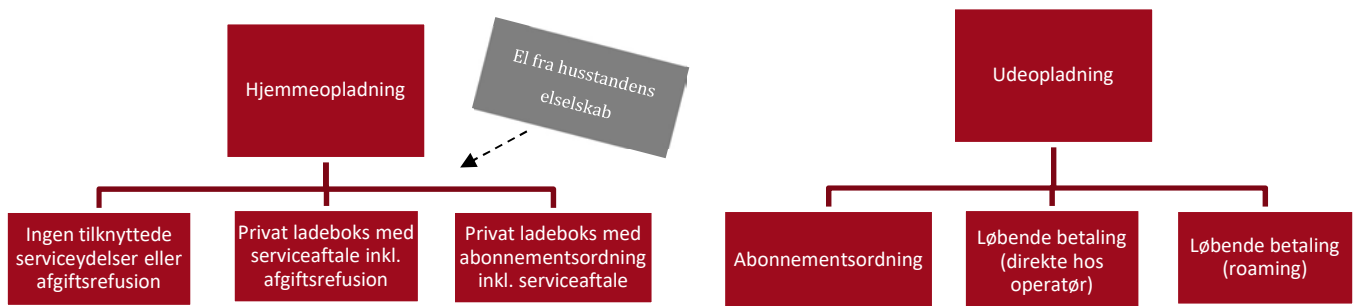 Hjemmeopladning
El fra husstandens
elselskab
Ingen tilknyttede
serviceydelser eller
afgiftsrefusion
Privat ladeboks med
serviceaftale inkl.
afgiftsrefusion
Privat ladeboks med
abonnementsordning
inkl. serviceaftale
Udeopladning
Abonnementsordning
Løbende betaling
(direkte hos
operatør)
Løbende betaling
(roaming)